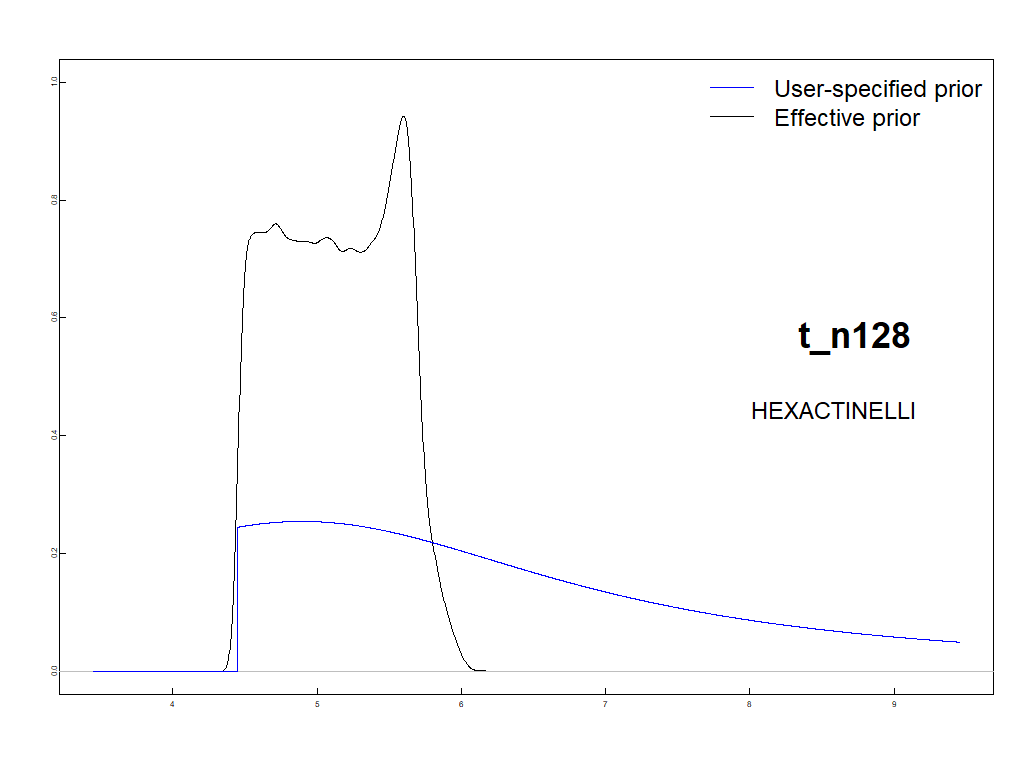 User-specified prior
Effective prior
1.0
0.8
0.6
0.4
0.2
0.0
t_n128
HEXACTINELLI
4 5 6 7 8 9